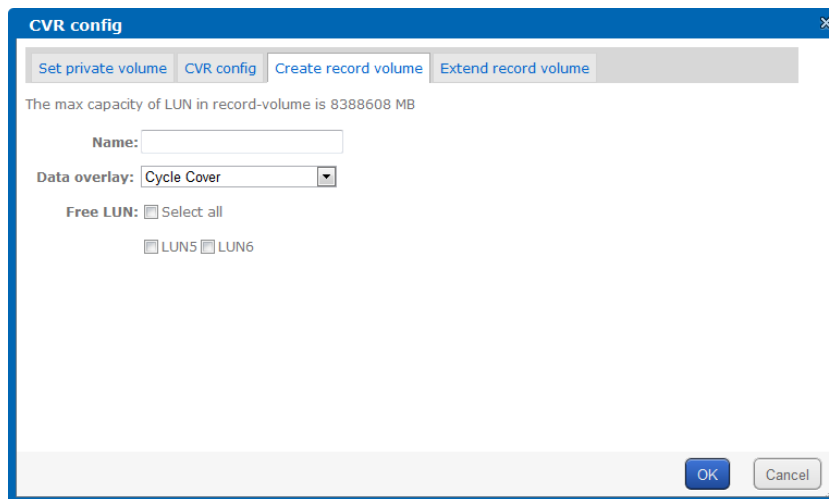 CVR config
Set private volume CVR config Create record volume Extend record volume
The max capacity of LUN in record-volume is 8388608 MB
Name:
Data overlay: Cycle Cover
Free LUN: Select all
LUN5 LUN6
OK Cancel